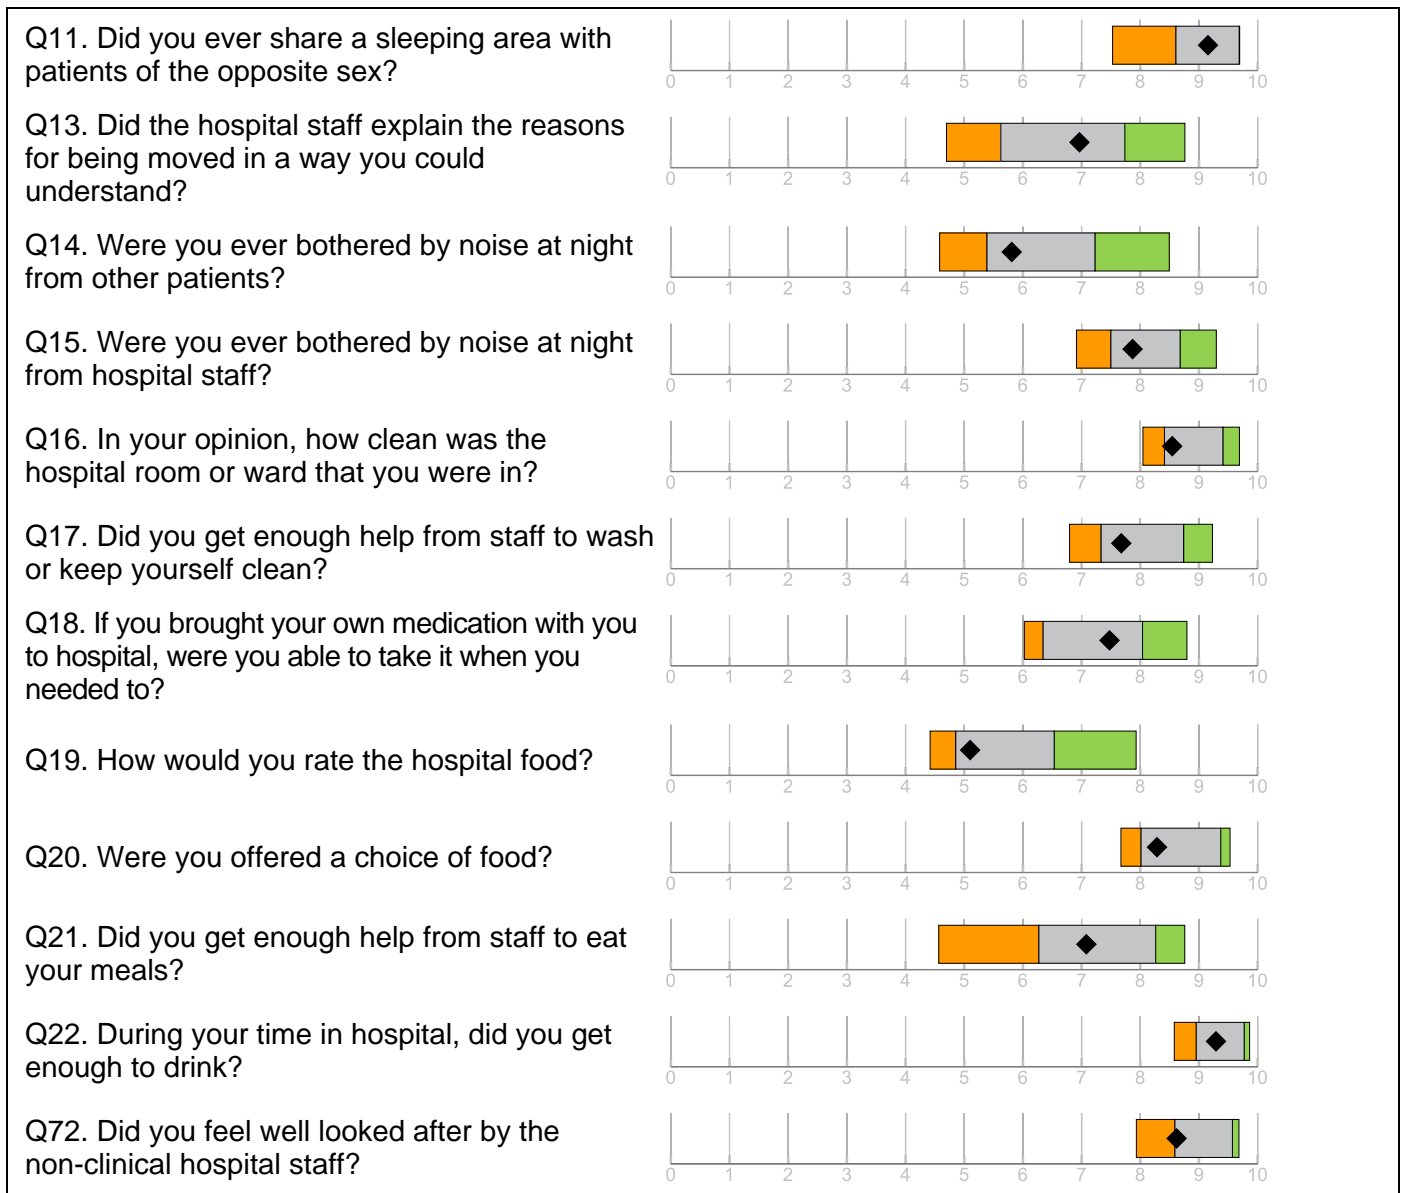 Q11. Did you ever share a sleeping area with
patients of the opposite sex?
0 1 2 3 4 5 6 7 8 9 10
Q13. Did the hospital staff explain the reasons
for being moved in a way you could
understand?
0 1 2 3 4 5 6 7 8 9 10
Q14. Were you ever bothered by noise at night
from other patients?
0 1 2 3 4 5 6 7 8 9 10
Q15. Were you ever bothered by noise at night
from hospital staff?
0 1 2 3 4 5 6 7 8 9 10
Q16. In your opinion, how clean was the
hospital room or ward that you were in?
0 1 2 3 4 5 6 7 8 9 10
Q17. Did you get enough help from staff to wash
or keep yourself clean?
0 1 2 3 4 5 6 7 8 9 10
Q18. If you brought your own medication with you
to hospital, were you able to take it when you
needed to?
0 1 2 3 4 5 6 7 8 9 10
Q19. How would you rate the hospital food?
0 1 2 3 4 5 6 7 8 9 10
Q20. Were you offered a choice of food?
0 1 2 3 4 5 6 7 8 9 10
Q21. Did you get enough help from staff to eat
your meals?
0 1 2 3 4 5 6 7 8 9 10
Q22. During your time in hospital, did you get
enough to drink?
0 1 2 3 4 5 6 7 8 9 10
Q72. Did you feel well looked after by the
non-clinical hospital staff?
0 1 2 3 4 5 6 7 8 9 10